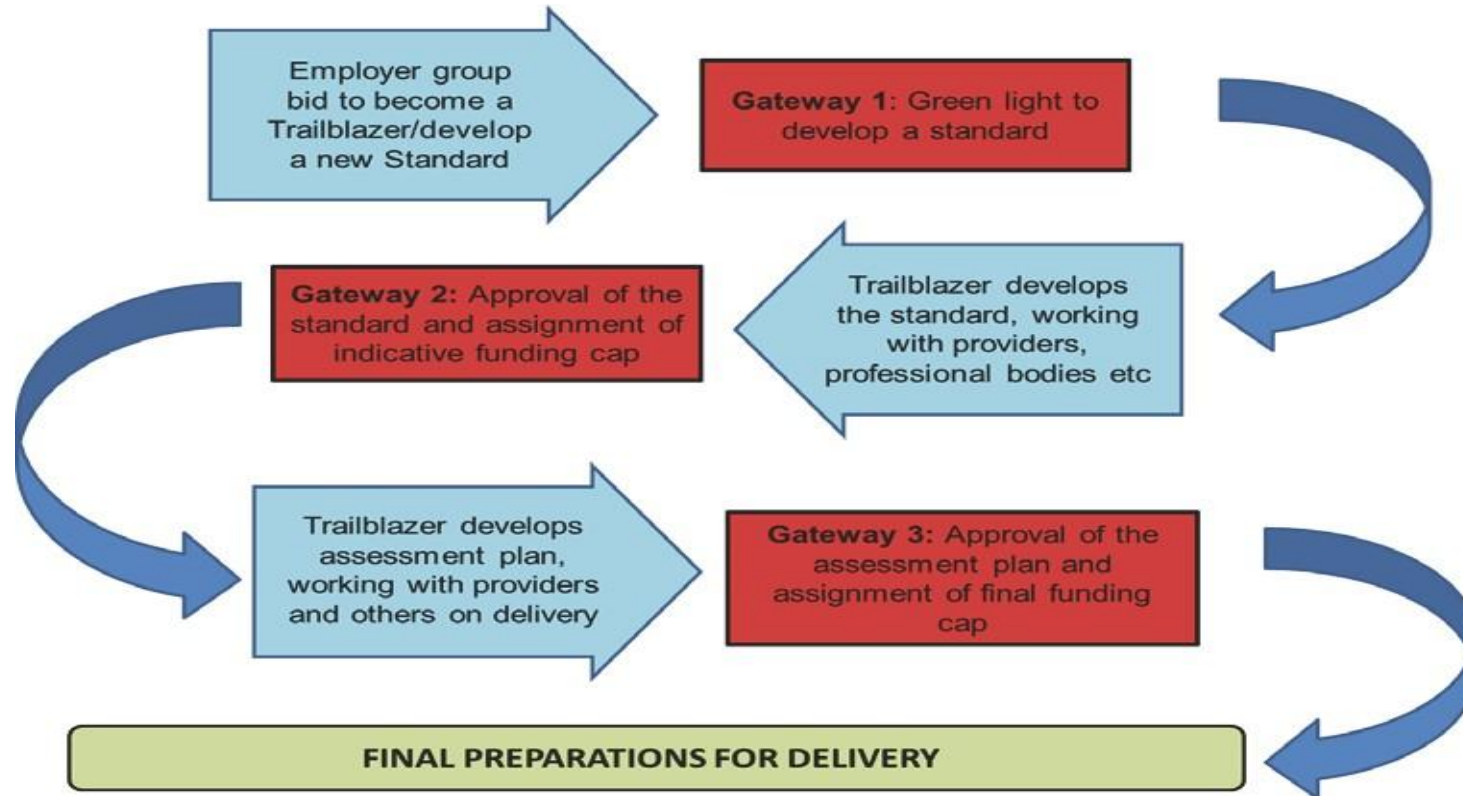 Employer group
bid to become a
Trailblazer/develop
a new Standard
Gateway 1: Green light to
develop a standard
Trailblazer develops
the standard, working
with providers,
professional bodies etc
Gateway 2: Approval of the
standard and assignment of
indicative funding cap
Trailblazer develops
assessment plan,
working with providers
and others on delivery
Gateway 3: Approval of the
assessment plan and
assignment of final funding
cap
FINAL PREPARATIONS FOR DELIVERY